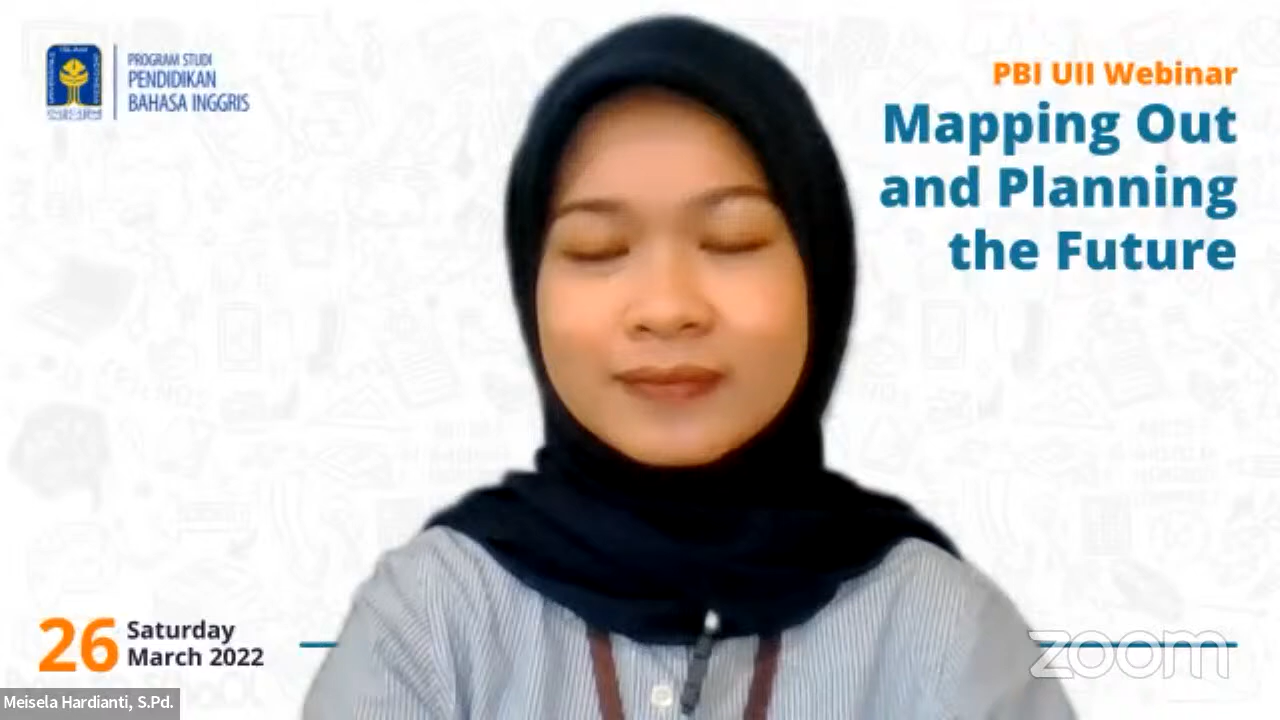 PROGRAM STUDI
PENDIDIKAN
BAHASA INGGRIS
PBI UII Webinar
Mapping Out
and Planning
the Future
26 Saturday
March 2022
zoom
Meisela Hardianti, S.Pd.